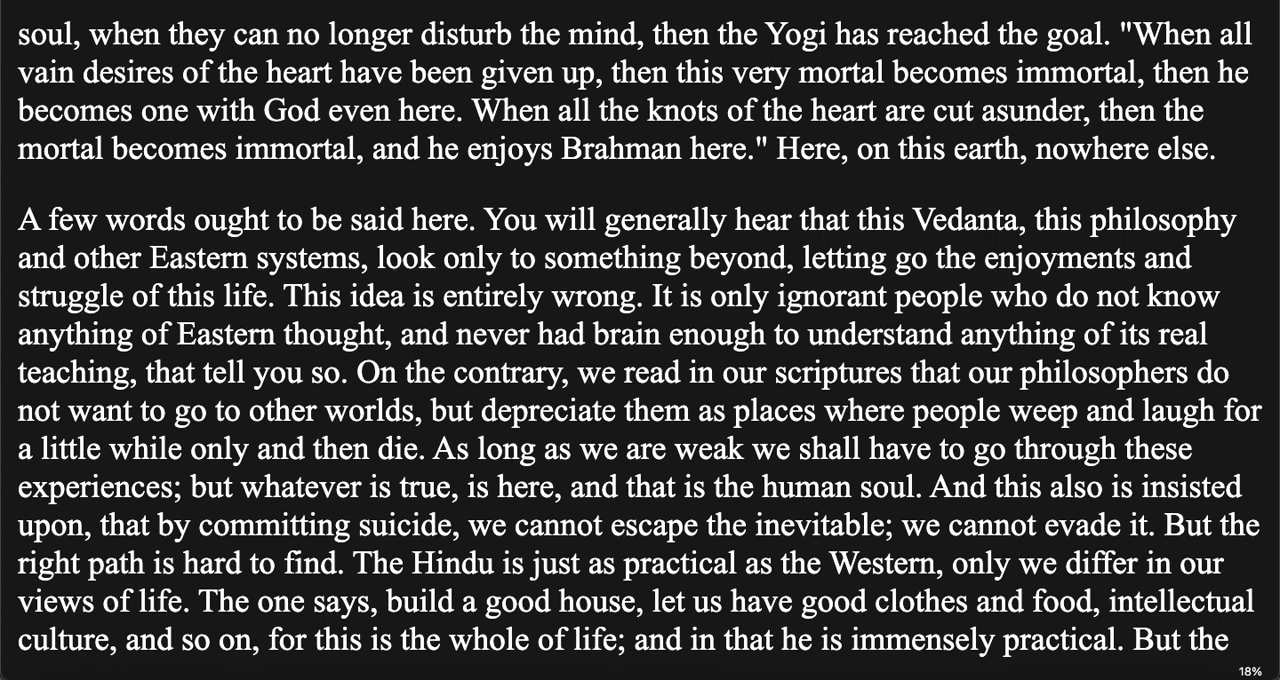 soul, when they can no longer disturb the mind, then the Yogi has reached the goal. "When all
vain desires of the heart have been given up, then this very mortal becomes immortal, then he
becomes one with God even here. When all the knots of the heart are cut asunder, then the
mortal becomes immortal, and he enjoys Brahman here." Here, on this earth, nowhere else.
A few words ought to be said here. You will generally hear that this Vedanta, this philosophy
and other Eastern systems, look only to something beyond, letting go the enjoyments and
struggle of this life. This idea is entirely wrong. It is only ignorant people who do not know
anything of Eastern thought, and never had brain enough to understand anything of its real
teaching, that tell you so. On the contrary, we read in our scriptures that our philosophers do
not want to go to other worlds, but depreciate them as places where people weep and laugh for
a little while only and then die. As long as we are weak we shall have to go through these
experiences; but whatever is true, is here, and that is the human soul. And this also is insisted
upon, that by committing suicide, we cannot escape the inevitable; we cannot evade it. But the
right path is hard to find. The Hindu is just as practical as the Western, only we differ in our
views of life. The one says, build a good house, let us have good clothes and food, intellectual
culture, and so on, for this is the whole of life; and in that he is immensely practical. But the
18%